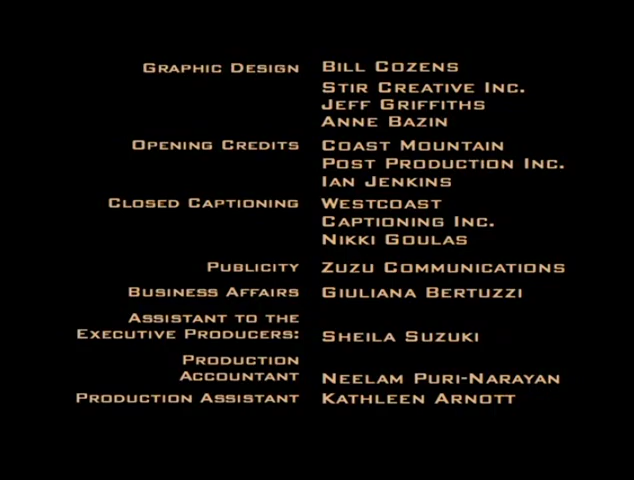 Graphic Design Bill Cozens
Stir Creative Inc.
Jeff Griffiths
Anne Bazin
Opening Credits Coast Mountain
Post Production Inc.
Ian Jenkins
Closed Captioning Westcoast
Captioning Inc.
Nikki Goulas
Publicity Zuzu Communications
Business Affairs Giuliana Bertuzzi
Assistant to the
Executive Producers: Sheila Suzuki
Production
Accountant Neelam Puri-Narayan
Production Assistant Kathleen Arnott